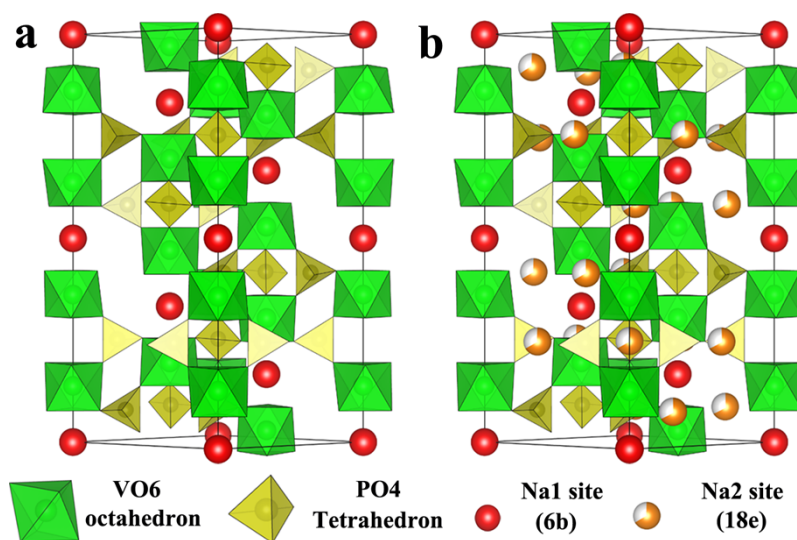 a
b
VO6
octahedron
PO4
Tetrahedron
Na1 site
(6b)
Na2 site
(18e)